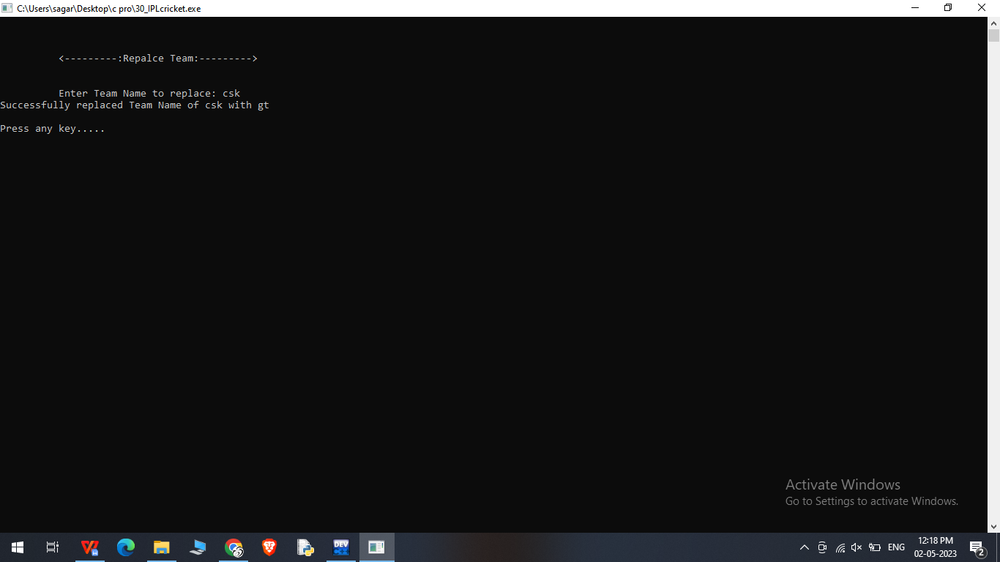 C:\Users\sagar\Desktop\c pro\30_IPLcricket.exe
<---------:Repalce Team:--------->
Enter Team Name to replace: csk
Successfully replaced Team Name of csk with gt
Press any key.....
Activate Windows
Go to Settings to activate Windows.
DEV
ENG
12:18 PM
02-05-2023
2